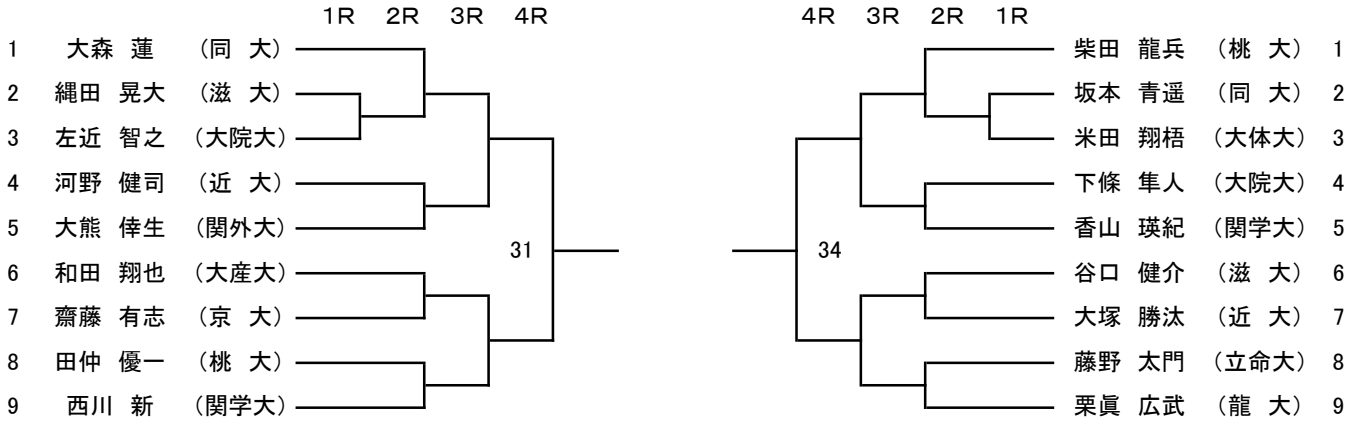 1R 2R 3R 4R 4R 3R 2R 1R
1 大森 蓮 （同 大） 柴田 龍兵 （桃 大） 1
2 縄田 晃大 （滋 大） 坂本 青遥 （同 大） 2
3 左近 智之 （大院大） 米田 翔梧 （大体大） 3
4 河野 健司 （近 大） 下條 隼人 （大院大） 4
5 大熊 倖生 （関外大） 香山 瑛紀 （関学大） 5
31 34
6 和田 翔也 （大産大） 谷口 健介 （滋 大） 6
7 齋藤 有志 （京 大） 大塚 勝汰 （近 大） 7
8 田仲 優一 （桃 大） 藤野 太門 （立命大） 8
9 西川 新 （関学大） 栗眞 広武 （龍 大） 9